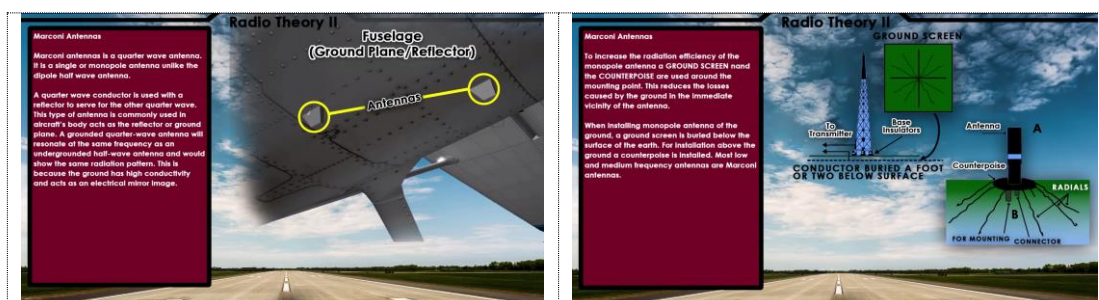 Radio Theory II
Marconi Antennas
Marconi antennas is a quarter wave antenna.
It is a single or monopole antenna unlike the
dipole half wave antenna.
A quarter wave conductor is used with a
reflector to serve for the other quarter wave.
This type of antenna is commonly used in
aircraft's body acts as the reflector or ground
plane. A grounded quarter-wave antenna will
resonate at the same frequency as an
undergrounded half-wave antenna and would
show the same radiation pattern. This is
because the ground has high conductivity
and acts as an electrical mirror image.
Fuselage
(Ground Plane/Reflector)
Antennas
Radio Theory II
Marconi Antennas
To increase the radiation efficiency of the
monopole antenna a GROUND SCREEN nand
the COUNTERPOISE are used around the
mounting point. This reduces the losses
caused by the ground in the immediate
vicinity of the antenna.
When installing monopole antenna of the
ground, a ground screen is buried below the
surface of the earth. For installation above the
ground a counterpoise is installed. Most low
and medium frequency antennas are Marconi
antennas.
GROUND SCREEN
To
Transmitter
Base
Insulators
CONDUCTOR BURIED A FOOT
OR TWO BELOW SURFACE
Antenna
A
Counterpoise
RADIALS
B
FOR MOUNTING
CONNECTOR